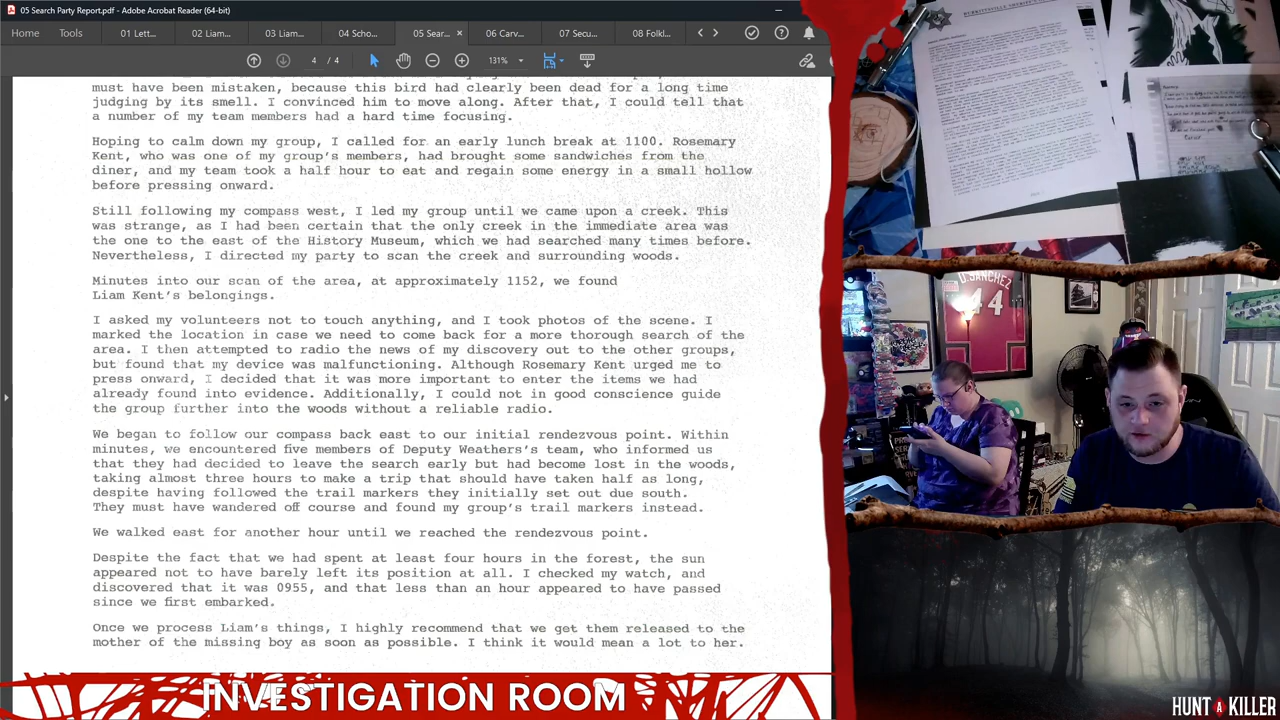 05 Search Party Report.pdf - Adobe Acrobat Reader (64-bit)
Home Tools 01 Lett... 02 Liam... 03 Liam... 04 Scho... 05 Sear... × 06 Carv... 07 Secu... 08 Folkl...
4 / 4 131%
must have been mistaken, because this bird had clearly been dead for a long time
judging by its smell. I convinced him to move along. After that, I could tell that
a number of my team members had a hard time focusing.
Hoping to calm down my group, I called for an early lunch break at 1100. Rosemary
Kent, who was one of my group's members, had brought some sandwiches from the
diner, and my team took a half hour to eat and regain some energy in a small hollow
before pressing onward.
Still following my compass west, I led my group until we came upon a creek. This
was strange, as I had been certain that the only creek in the immediate area was
the one to the east of the History Museum, which we had searched many times before.
Nevertheless, I directed my party to scan the creek and surrounding woods.
Minutes into our scan of the area, at approximately 1152, we found
Liam Kent's belongings.
I asked my volunteers not to touch anything, and I took photos of the scene. I
marked the location in case we need to come back for a more thorough search of the
area. I then attempted to radio the news of my discovery out to the other groups,
but found that my device was malfunctioning. Although Rosemary Kent urged me to
press onward, I decided that it was more important to enter the items we had
already found into evidence. Additionally, I could not in good conscience guide
the group further into the woods without a reliable radio.
We began to follow our compass back east to our initial rendezvous point. Within
minutes, we encountered five members of Deputy Weathers's team, who informed us
that they had decided to leave the search early but had become lost in the woods,
taking almost three hours to make a trip that should have taken half as long,
despite having followed the trail markers they initially set out due south.
They must have wandered off course and found my group's trail markers instead.
We walked east for another hour until we reached the rendezvous point.
Despite the fact that we had spent at least four hours in the forest, the sun
appeared not to have barely left its position at all. I checked my watch, and
discovered that it was 0955, and that less than an hour appeared to have passed
since we first embarked.
Once we process Liam's things, I highly recommend that we get them released to the
mother of the missing boy as soon as possible. I think it would mean a lot to her.
INVESTIGATION ROOM
D. SANCHEZ
44
HUNT A KILLER